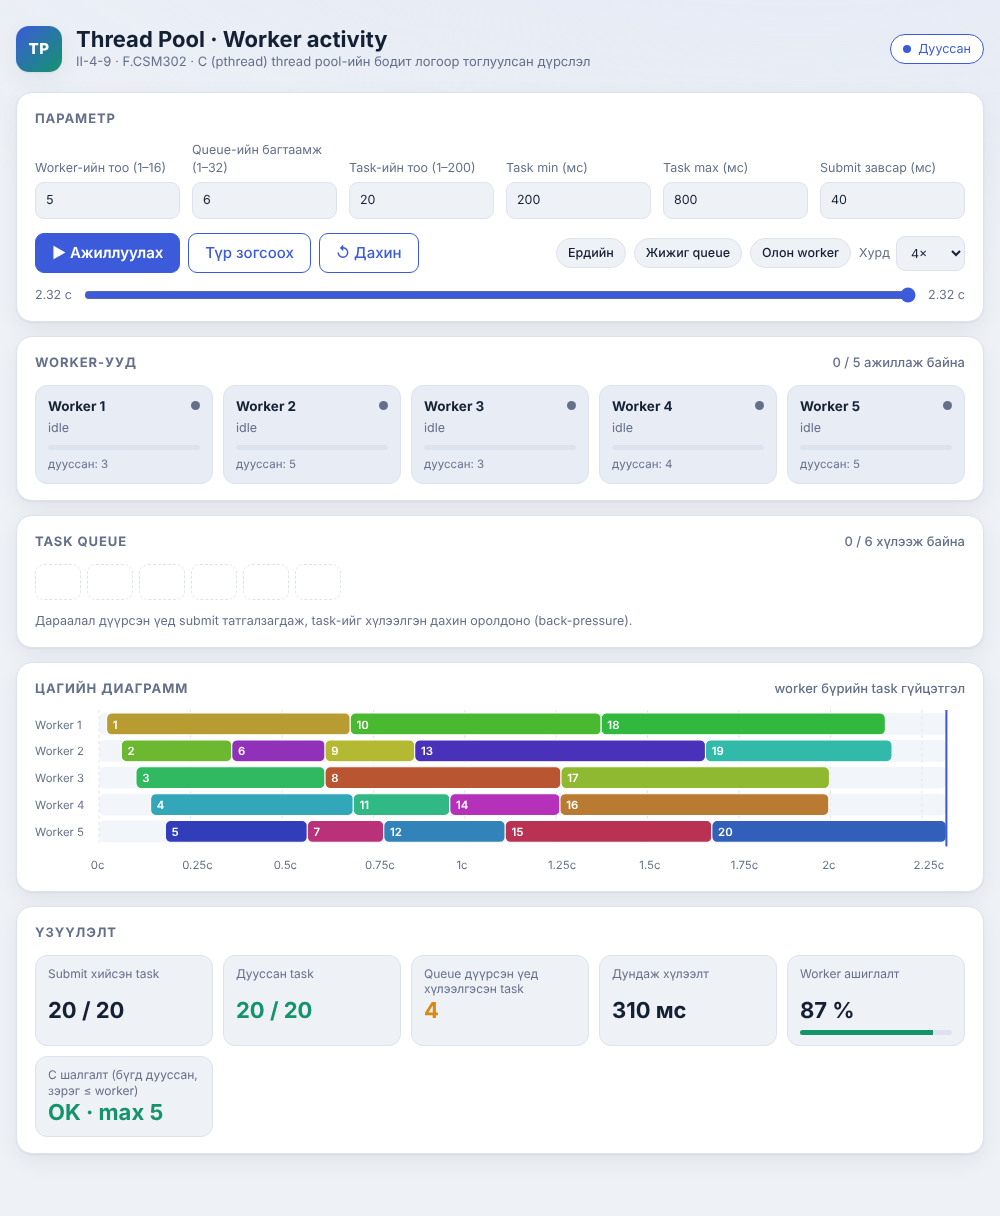 TP
Thread Pool · Worker activity
II-4-9 · F.CSM302 · C (pthread) thread pool-ийн бодит логоор тоглуулсан дүрслэл
Дууссан
ПАРАМЕТР
Worker-ийн тоо (1–16)
Queue-ийн багтаамж
(1–32)
Task-ийн тоо (1–200)
Task min (мс)
Task max (мс)
Submit завсар (мс)
5
6
20
200
800
40
▶ Ажиллуулах
Түр зогсоох
↺ Дахин
Ердийн
Жижиг queue
Олон worker
Хурд
4×
2.32 с
2.32 с
WORKER-УУД
0 / 5 ажиллаж байна
Worker 1
idle
дууссан: 3
Worker 2
idle
дууссан: 5
Worker 3
idle
дууссан: 3
Worker 4
idle
дууссан: 4
Worker 5
idle
дууссан: 5
TASK QUEUE
0 / 6 хүлээж байна
Дараалал дүүрсэн үед submit татгалзагдаж, task-ийг хүлээлгэн дахин оролдоно (back-pressure).
ЦАГИЙН ДИАГРАММ
worker бүрийн task гүйцэтгэл
Worker 1 1 10 18
Worker 2 2 6 9 13 19
Worker 3 3 8 17
Worker 4 4 11 14 16
Worker 5 5 7 12 15 20
0с 0.25с 0.5с 0.75с 1с 1.25с 1.5с 1.75с 2с 2.25с
ҮЗҮҮЛЭЛТ
Submit хийсэн task
20 / 20
Дууссан task
20 / 20
Queue дүүрсэн үед
хүлээлгэсэн task
4
Дундаж хүлээлт
310 мс
Worker ашиглалт
87 %
C шалгалт (бүгд дууссан,
зэрэг ≤ worker)
OK · max 5